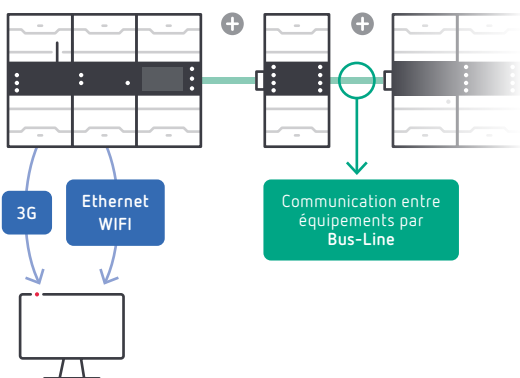 3G
Ethernet
WIFI
Communication entre
équipements par
Bus-Line